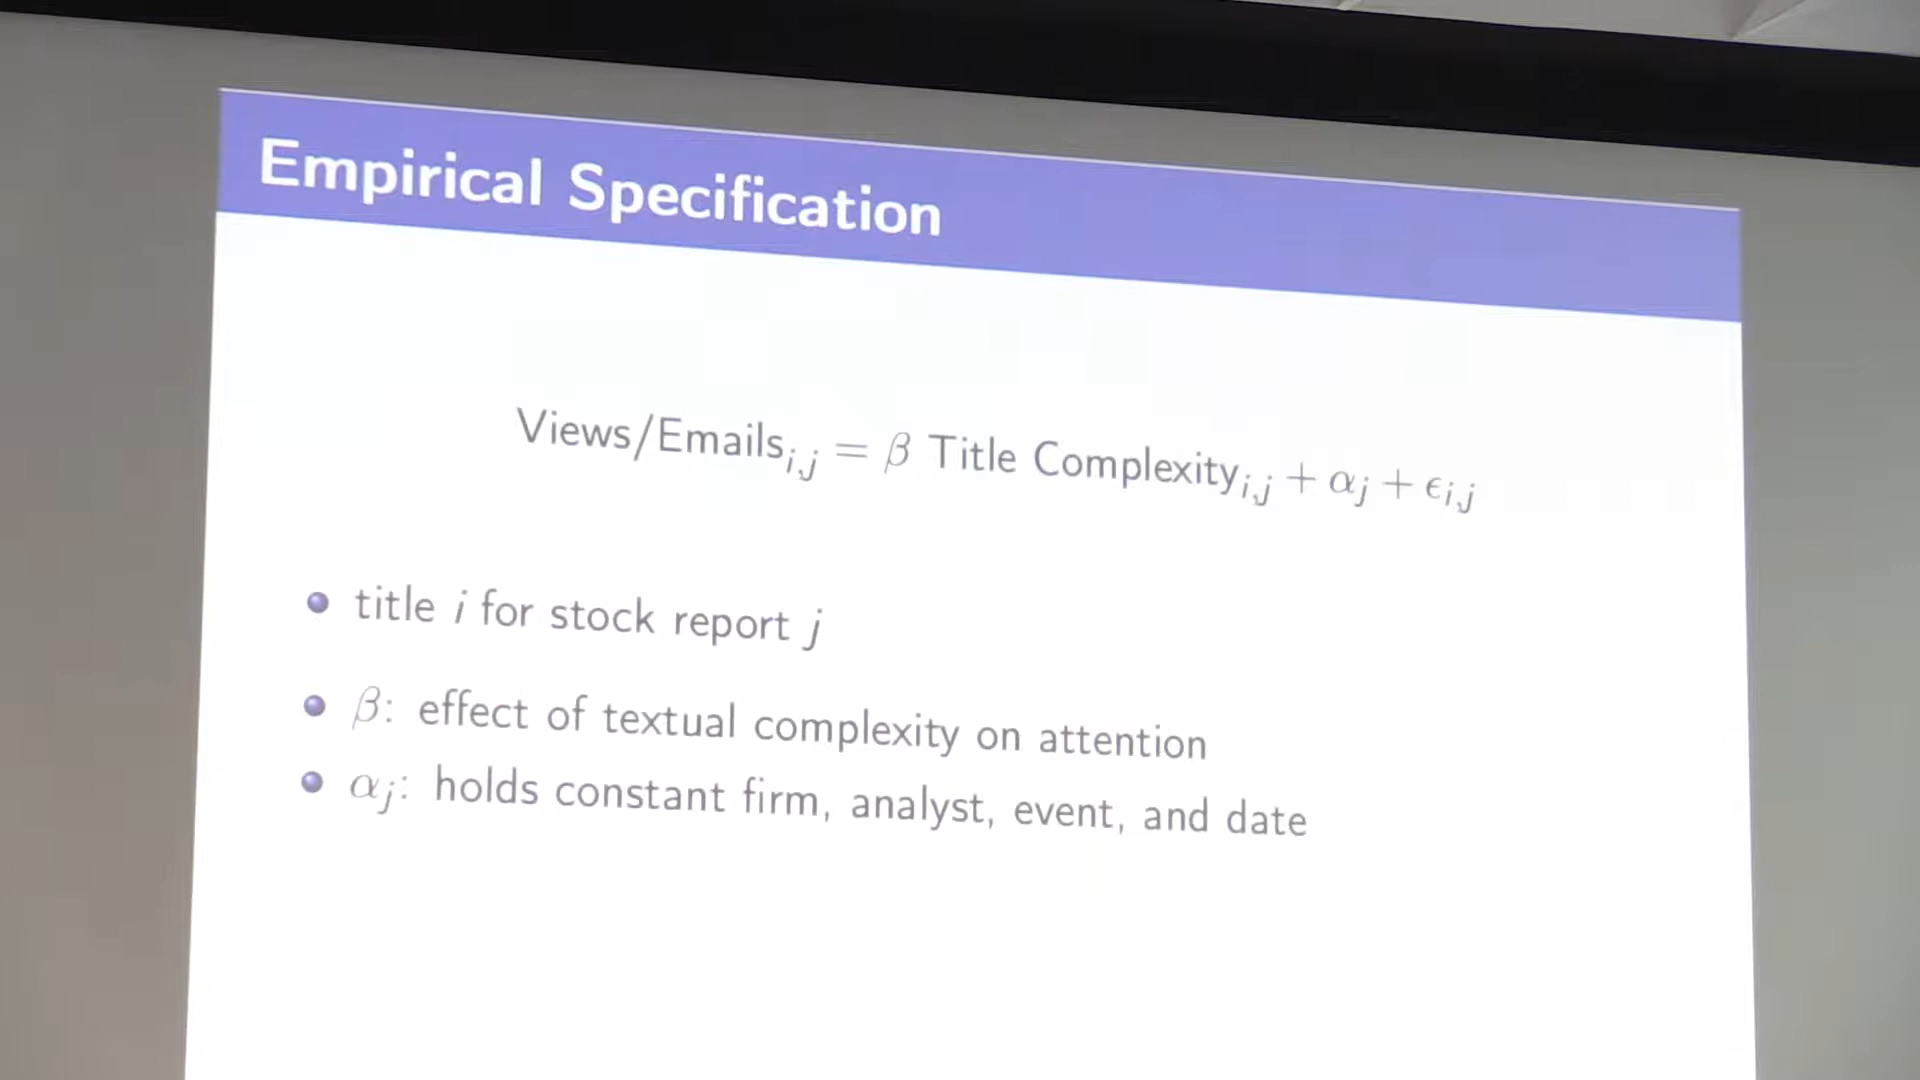 Empirical Specification
Views/Emails_{i,j} = β Title Complexity_{i,j} + α_j + ϵ_{i,j}
title i for stock report j
β: effect of textual complexity on attention
α_j: holds constant firm, analyst, event, and date